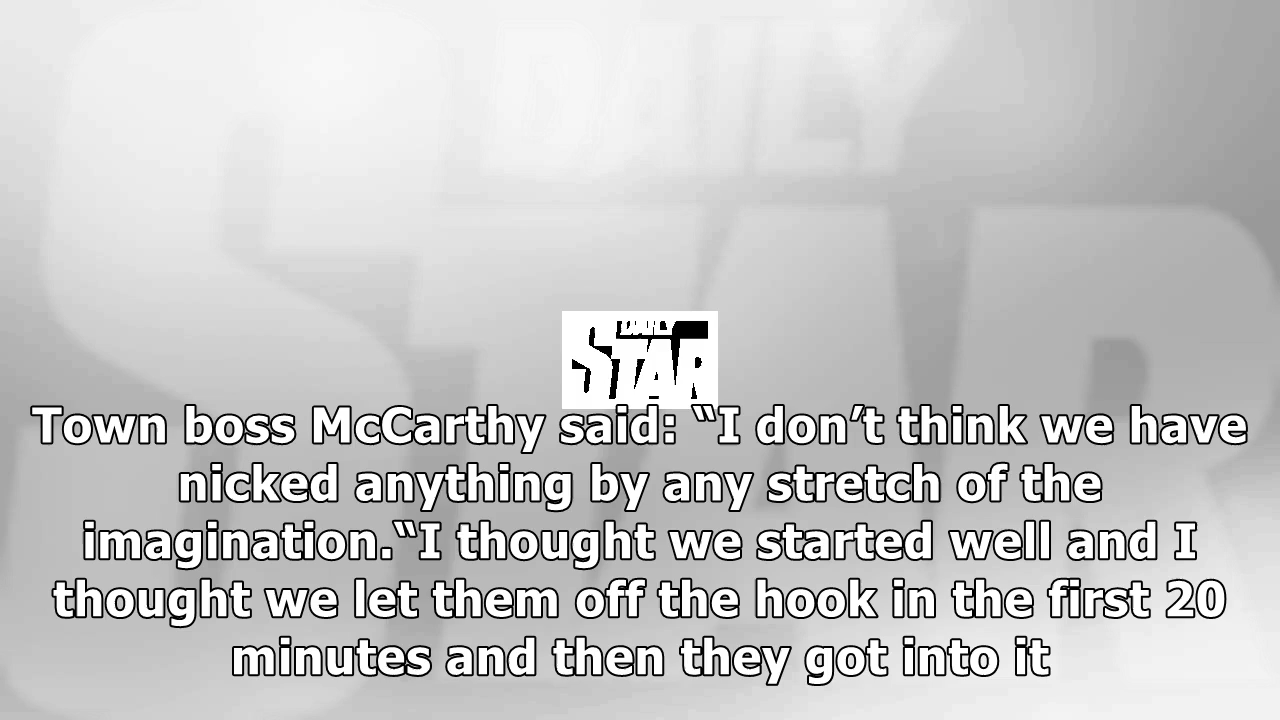 DAILY
STAR
DAILY
STAR
Town boss McCarthy said: “I don’t think we have
nicked anything by any stretch of the
imagination.“I thought we started well and I
thought we let them off the hook in the first 20
minutes and then they got into it